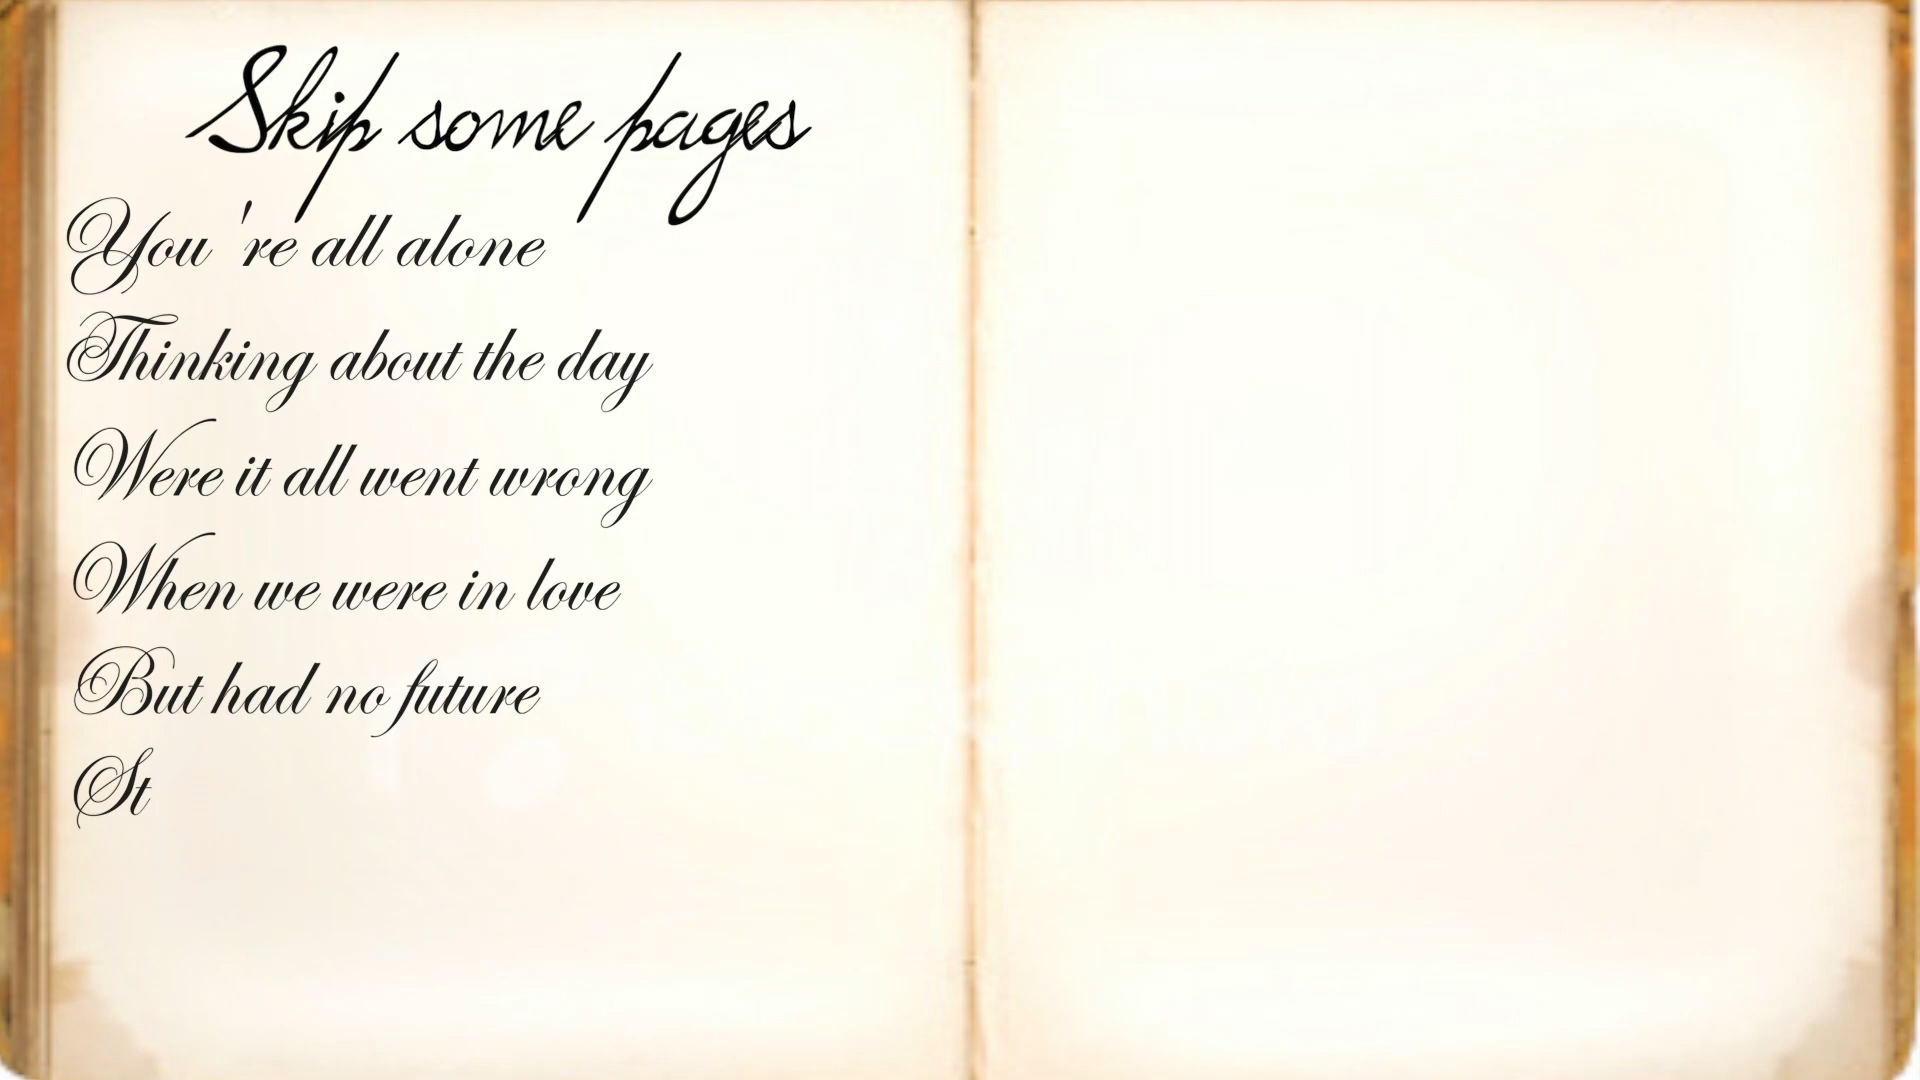 Skip some pages
You 're all alone
Thinking about the day
Were it all went wrong
When we were in love
But had no future
St